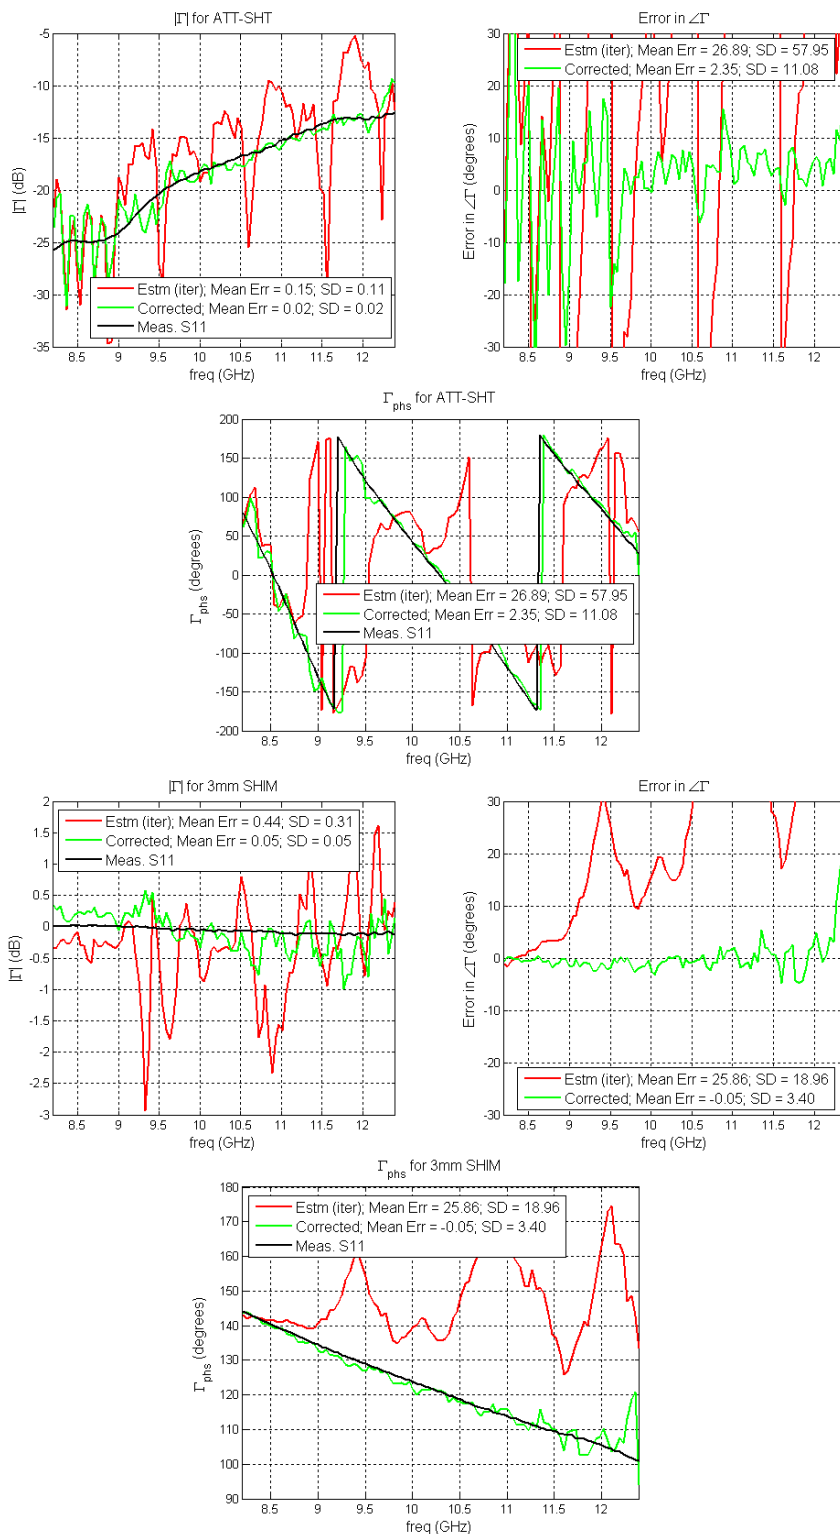 |Γ| for ATT-SHT
-5
-10
-15
-20
-25
-30
-35
|Γ| (dB)
Estm (iter); Mean Err = 0.15; SD = 0.11
Corrected; Mean Err = 0.02; SD = 0.02
Meas. S11
8.5 9 9.5 10 10.5 11 11.5 12
freq (GHz)
Error in ∠Γ
30
20
10
0
-10
-20
-30
Error in ∠Γ (degrees)
Estm (iter) Mean Err = 26.89; SD = 57.95
Corrected; Mean Err = 2.35; SD = 11.08
8.5 9 9.5 10 10.5 11 11.5 12
freq (GHz)
Γphs for ATT-SHT
200
150
100
50
0
-50
-100
-150
-200
Γphs (degrees)
Estm (iter); Mean Err = 26.89; SD = 57.95
Corrected; Mean Err = 2.35; SD = 11.08
Meas. S11
8.5 9 9.5 10 10.5 11 11.5 12
freq (GHz)
|Γ| for 3mm SHIM
2
1.5
1
0.5
0
-0.5
-1
-1.5
-2
-2.5
-3
|Γ| (dB)
Estm (iter); Mean Err = 0.44; SD = 0.31
Corrected; Mean Err = 0.05; SD = 0.05
Meas. S11
8.5 9 9.5 10 10.5 11 11.5 12
freq (GHz)
Error in ∠Γ
30
20
10
0
-10
-20
-30
Error in ∠Γ (degrees)
Estm (iter); Mean Err = 25.86; SD = 18.96
Corrected; Mean Err = -0.05; SD = 3.40
8.5 9 9.5 10 10.5 11 11.5 12
freq (GHz)
Γphs for 3mm SHIM
180
170
160
150
140
130
120
110
100
90
Γphs (degrees)
Estm (iter); Mean Err = 25.86; SD = 18.96
Corrected; Mean Err = -0.05; SD = 3.40
Meas. S11
8.5 9 9.5 10 10.5 11 11.5 12
freq (GHz)